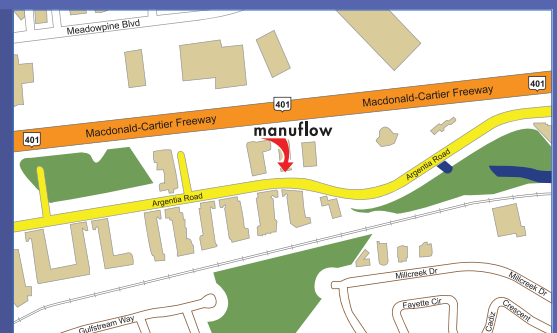 Meadowpine Blvd
401
Macdonald-Cartier Freeway
401
Macdonald-Cartier Freeway
401
manuflow
Argentia Road
Argentia Road
Millcreek Dr
Millcreek Dr
Fayette Cir
Cadiz
Crescent
Gulfstream Way